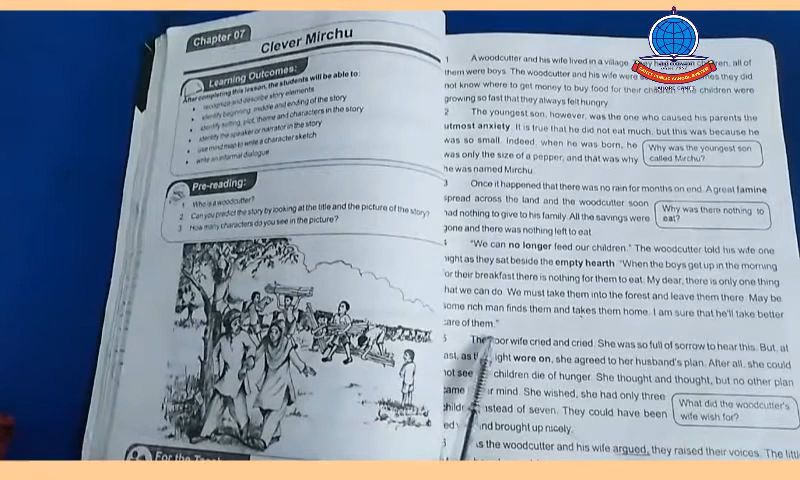 Chapter 07
Clever Mirchu
Learning Outcomes:
After completing this lesson, the students will be able to:
• recognize and describe story elements
• identify beginning, middle and ending of the story
• identify setting, plot, theme and characters in the story
• identify the speaker or narrator in the story
• use mind map to write a character sketch
• write an informal dialogue
Pre-reading:
1 Who is a woodcutter?
2 Can you predict the story by looking at the title and the picture of the story?
3 How many characters do you see in the picture?
1 A woodcutter and his wife lived in a village. They had children, all of
them were boys. The woodcutter and his wife were they did
not know where to get money to buy food for their children. The children were
growing so fast that they always felt hungry.
2 The youngest son, however, was the one who caused his parents the
utmost anxiety. It is true that he did not eat much, but this was because he
was so small. Indeed, when he was born, he
was only the size of a pepper, and that was why
he was named Mirchu.
Why was the youngest son
called Mirchu?
3 Once it happened that there was no rain for months on end. A great famine
spread across the land and the woodcutter soon
had nothing to give to his family. All the savings were
gone and there was nothing left to eat.
Why was there nothing to
eat?
"We can no longer feed our children." The woodcutter told his wife one
night as they sat beside the empty hearth. "When the boys get up in the morning
for their breakfast there is nothing for them to eat. My dear, there is only one thing
that we can do. We must take them into the forest and leave them there. May be
some rich man finds them and takes them home. I am sure that he'll take better
care of them."
The poor wife cried and cried. She was so full of sorrow to hear this. But, at
last, as the night wore on, she agreed to her husband's plan. After all, she could
not see children die of hunger. She thought and thought, but no other plan
came mind. She wished, she had only three
instead of seven. They could have been
and brought up nicely.
What did the woodcutter's
wife wish for?
As the woodcutter and his wife argued, they raised their voices. The